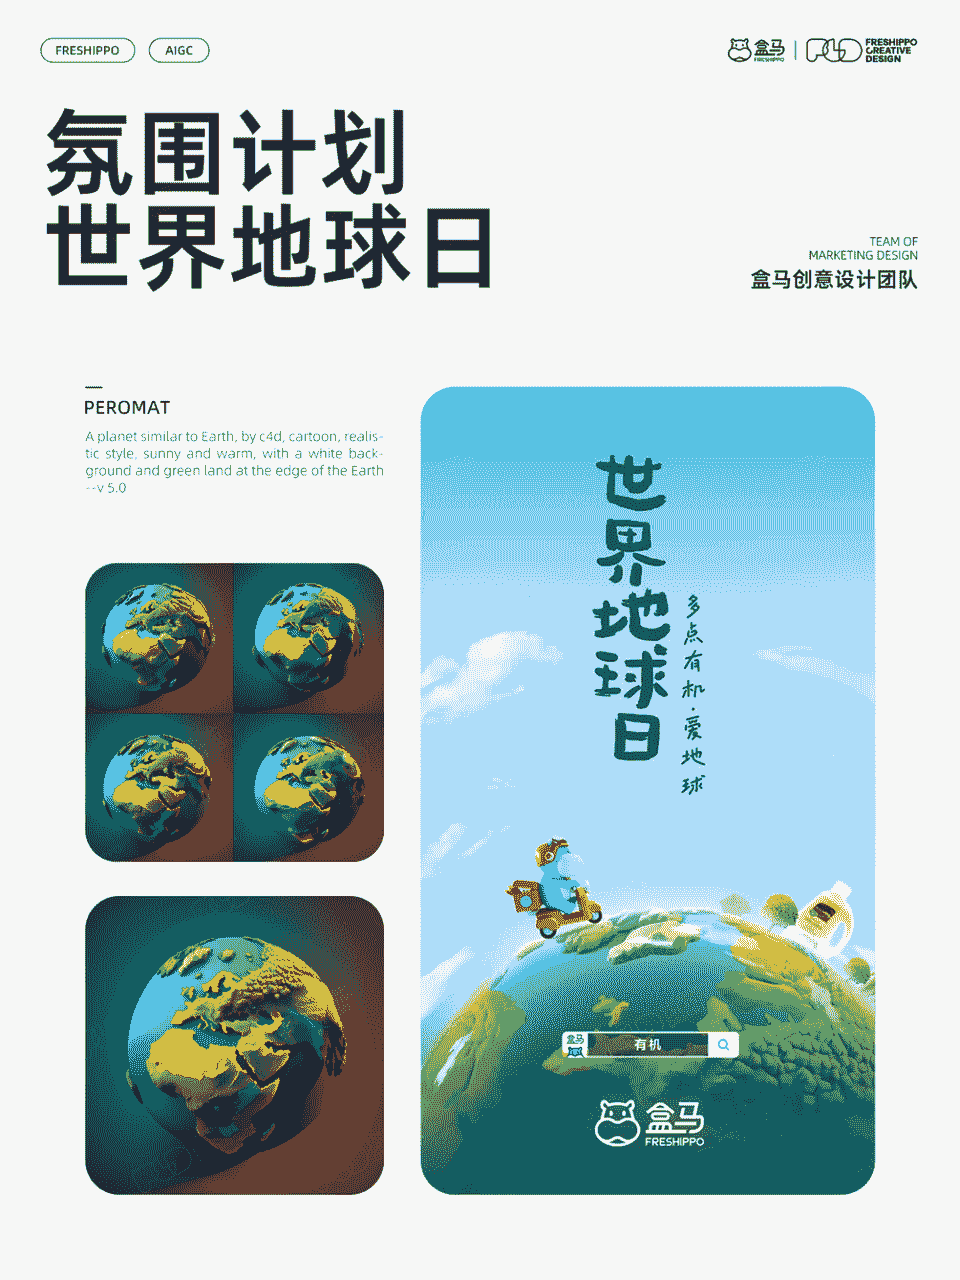 FRESHIPPO
AIGC
盒马
FRESHIPPO
FRESHIPPO
CREATIVE
DESIGN
氛围计划
世界地球日
TEAM OF
MARKETING DESIGN
盒马创意设计团队
PEROMAT
A planet similar to Earth, by c4d, cartoon, realis-
tic style, sunny and warm, with a white back-
ground and green land at the edge of the Earth
--v 5.0
世界地球日
多点有机·爱地球
盒马
有机
盒马
FRESHIPPO